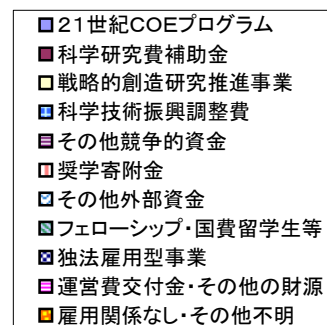 21世紀COEプログラム
科学研究費補助金
戦略的創造研究推進事業
科学技術振興調整費
その他競争的資金
奨学寄附金
その他外部資金
フェローシップ・国費留学生等
独法雇用型事業
運営費交付金・その他の財源
雇用関係なし・その他不明